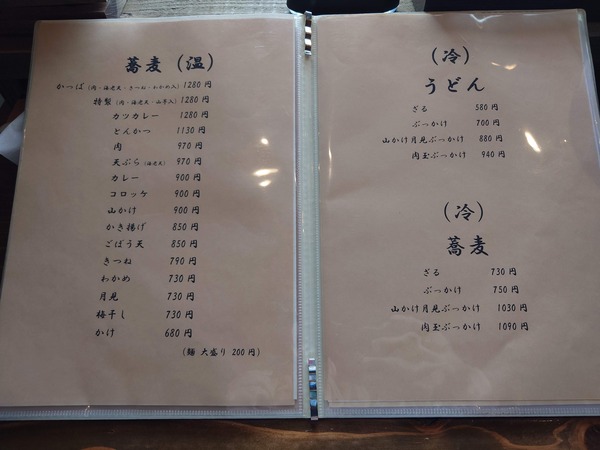 蕎麦（温）
かっぱ（肉・海老天・きつね・わかめ入）1280円
特製（肉・海老天・山芋入）1280円
カツカレー 1280円
とんかつ 1130円
肉 970円
天ぷら（海老天）970円
カレー 900円
コロッケ 900円
山かけ 900円
かき揚げ 850円
ごぼう天 850円
きつね 790円
わかめ 730円
月見 730円
梅干し 730円
かけ 680円
（麺 大盛り 200円）
（冷）
うどん
ざる 580円
ぶっかけ 700円
山かけ月見ぶっかけ 880円
肉玉ぶっかけ 940円
（冷）
蕎麦
ざる 730円
ぶっかけ 750円
山かけ月見ぶっかけ 1030円
肉玉ぶっかけ 1090円